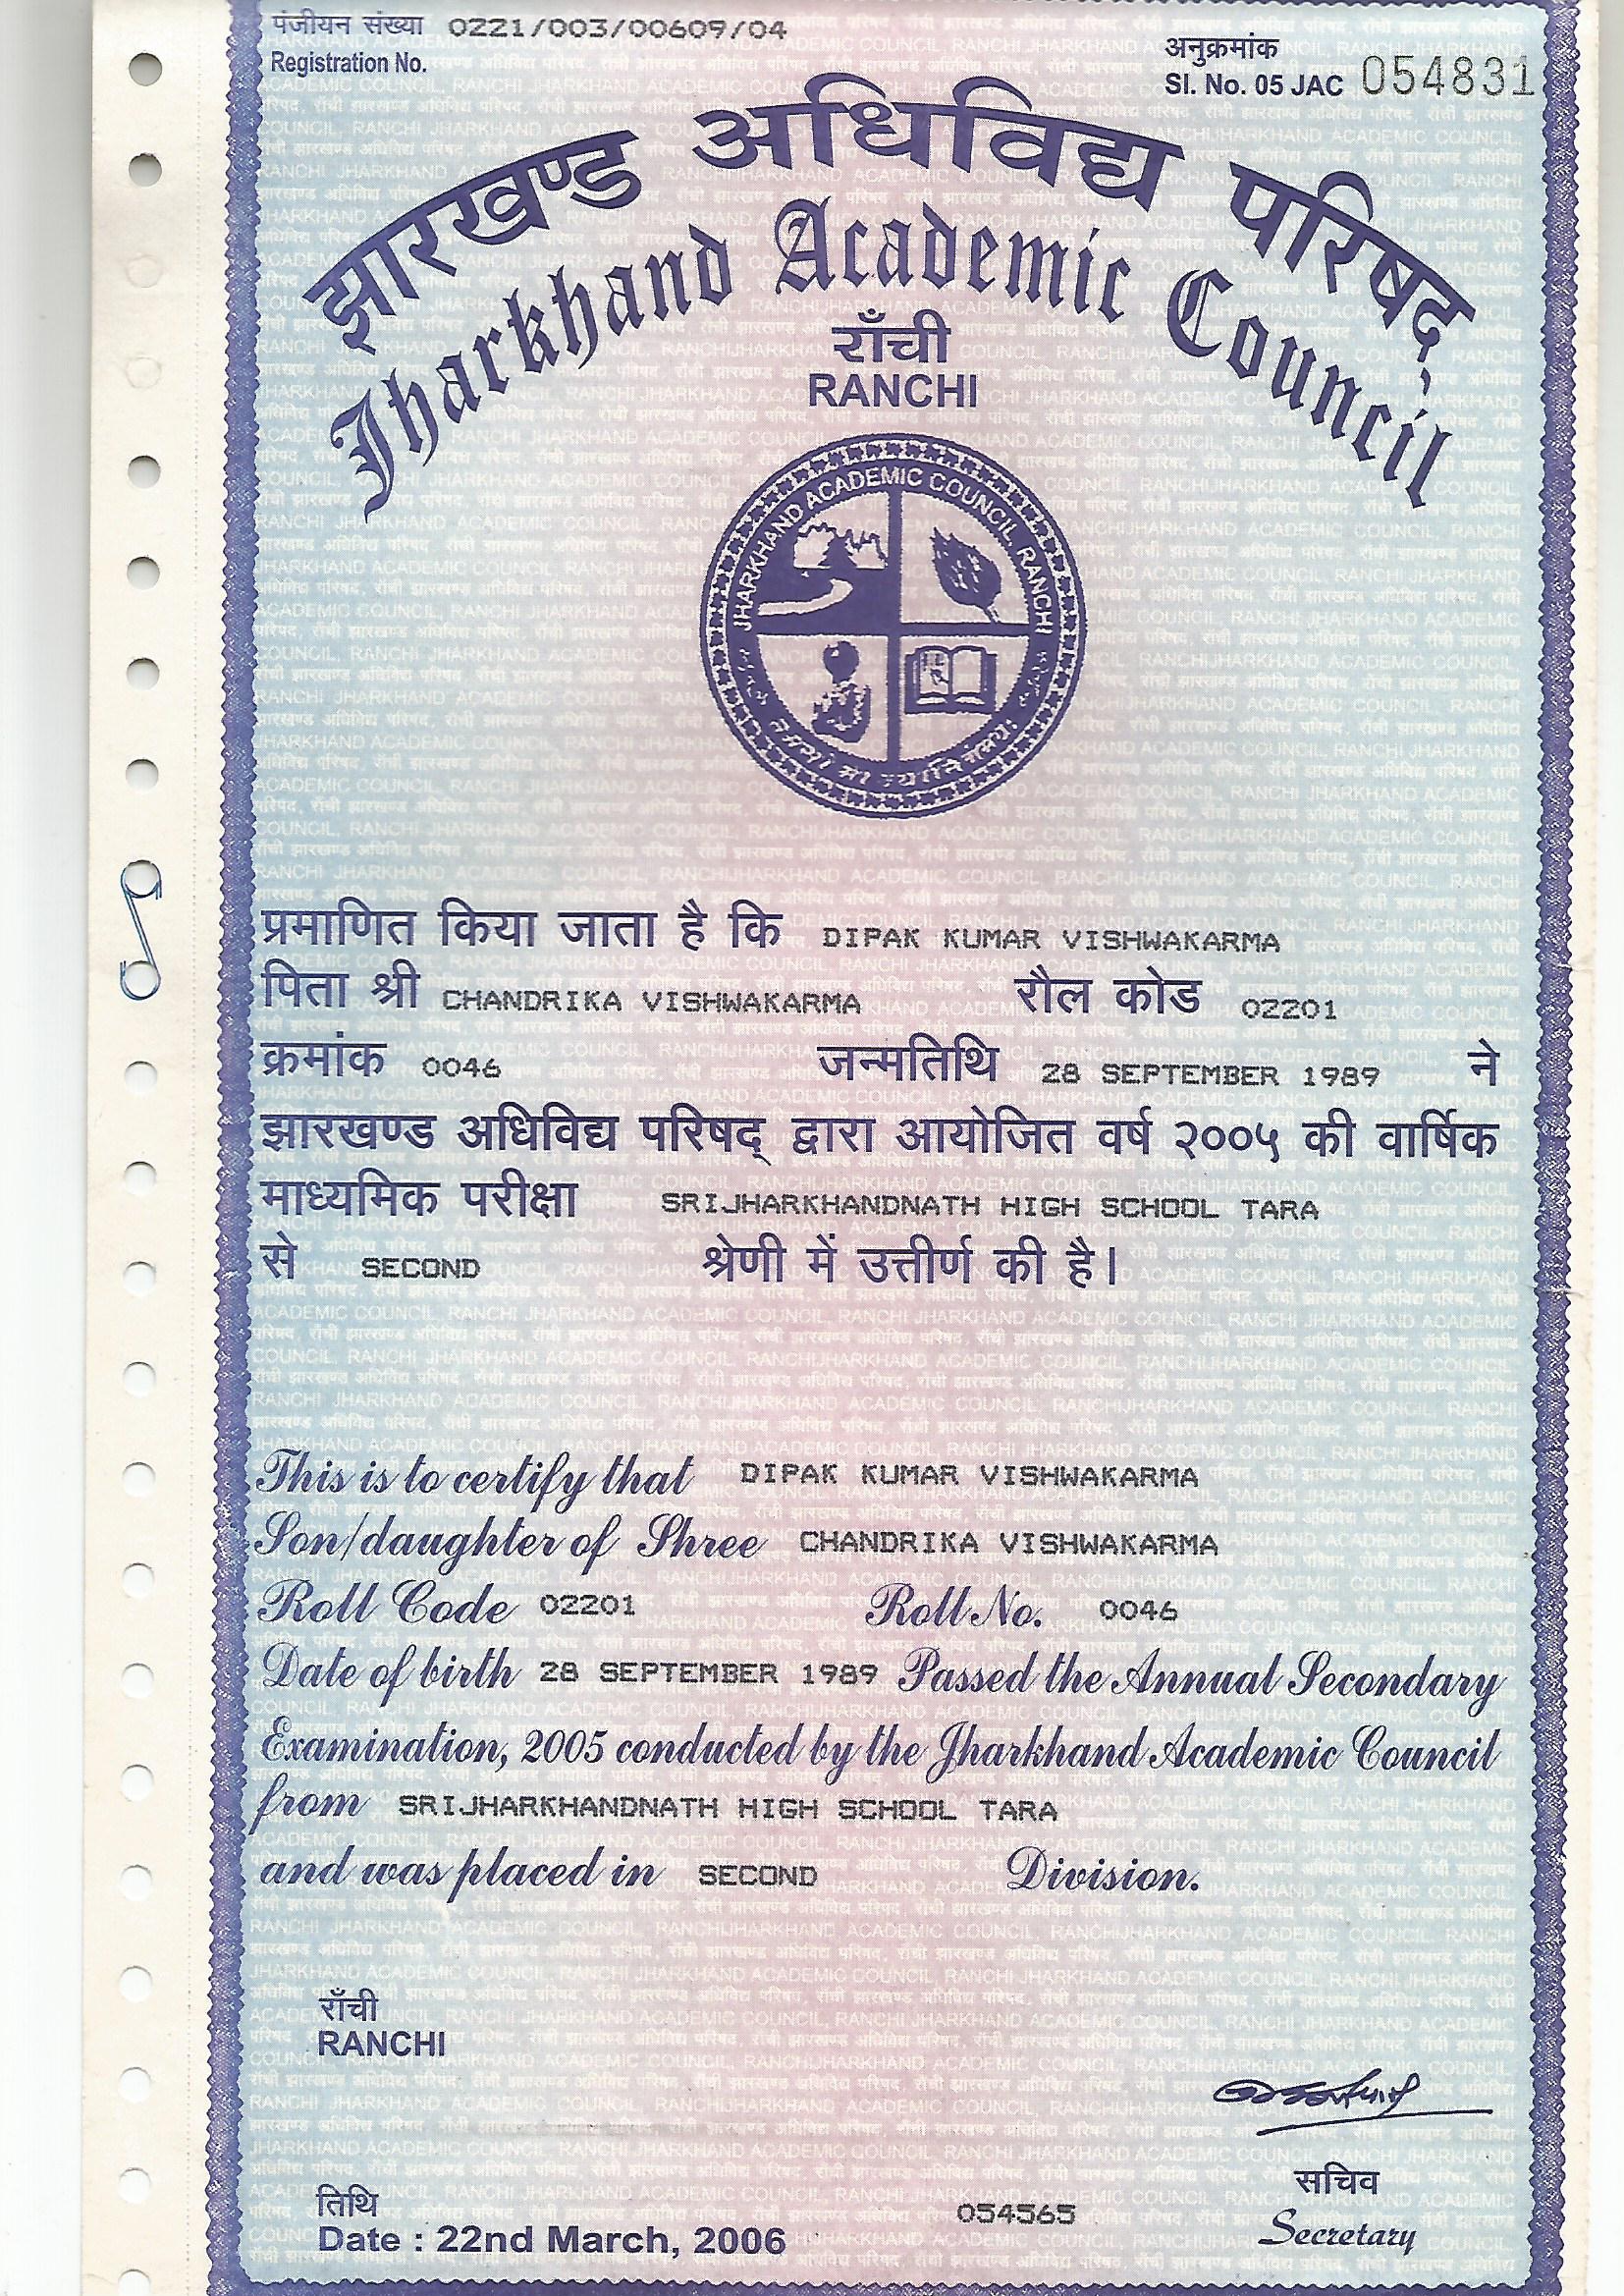 पंजीयन संख्या 0221/003/00609/04
Registration No.
अनुक्रमांक
Sl. No. 05 JAC 054831
झारखण्ड अधिविद्य परिषद्
Jharkhand Academic Council
राँची
RANCHI
JHARKHAND ACADEMIC COUNCIL, RANCHI
प्रमाणित किया जाता है कि DIPAK KUMAR VISHWAKARMA
पिता श्री CHANDRIKA VISHWAKARMA रौल कोड 02201
क्रमांक 0046 जन्मतिथि 28 SEPTEMBER 1989 ने
झारखण्ड अधिविद्य परिषद् द्वारा आयोजित वर्ष २००५ की वार्षिक
माध्यमिक परीक्षा SRIJHARKHANDNATH HIGH SCHOOL TARA
से SECOND श्रेणी में उत्तीर्ण की है।
This is to certify that DIPAK KUMAR VISHWAKARMA
Son/daughter of Shree CHANDRIKA VISHWAKARMA
Roll Code 02201 Roll No. 0046
Date of birth 28 SEPTEMBER 1989 Passed the Annual Secondary
Examination, 2005 conducted by the Jharkhand Academic Council
from SRIJHARKHANDNATH HIGH SCHOOL TARA
and was placed in SECOND Division.
राँची
RANCHI
सचिव
Secretary
तिथि
Date : 22nd March, 2006
054565